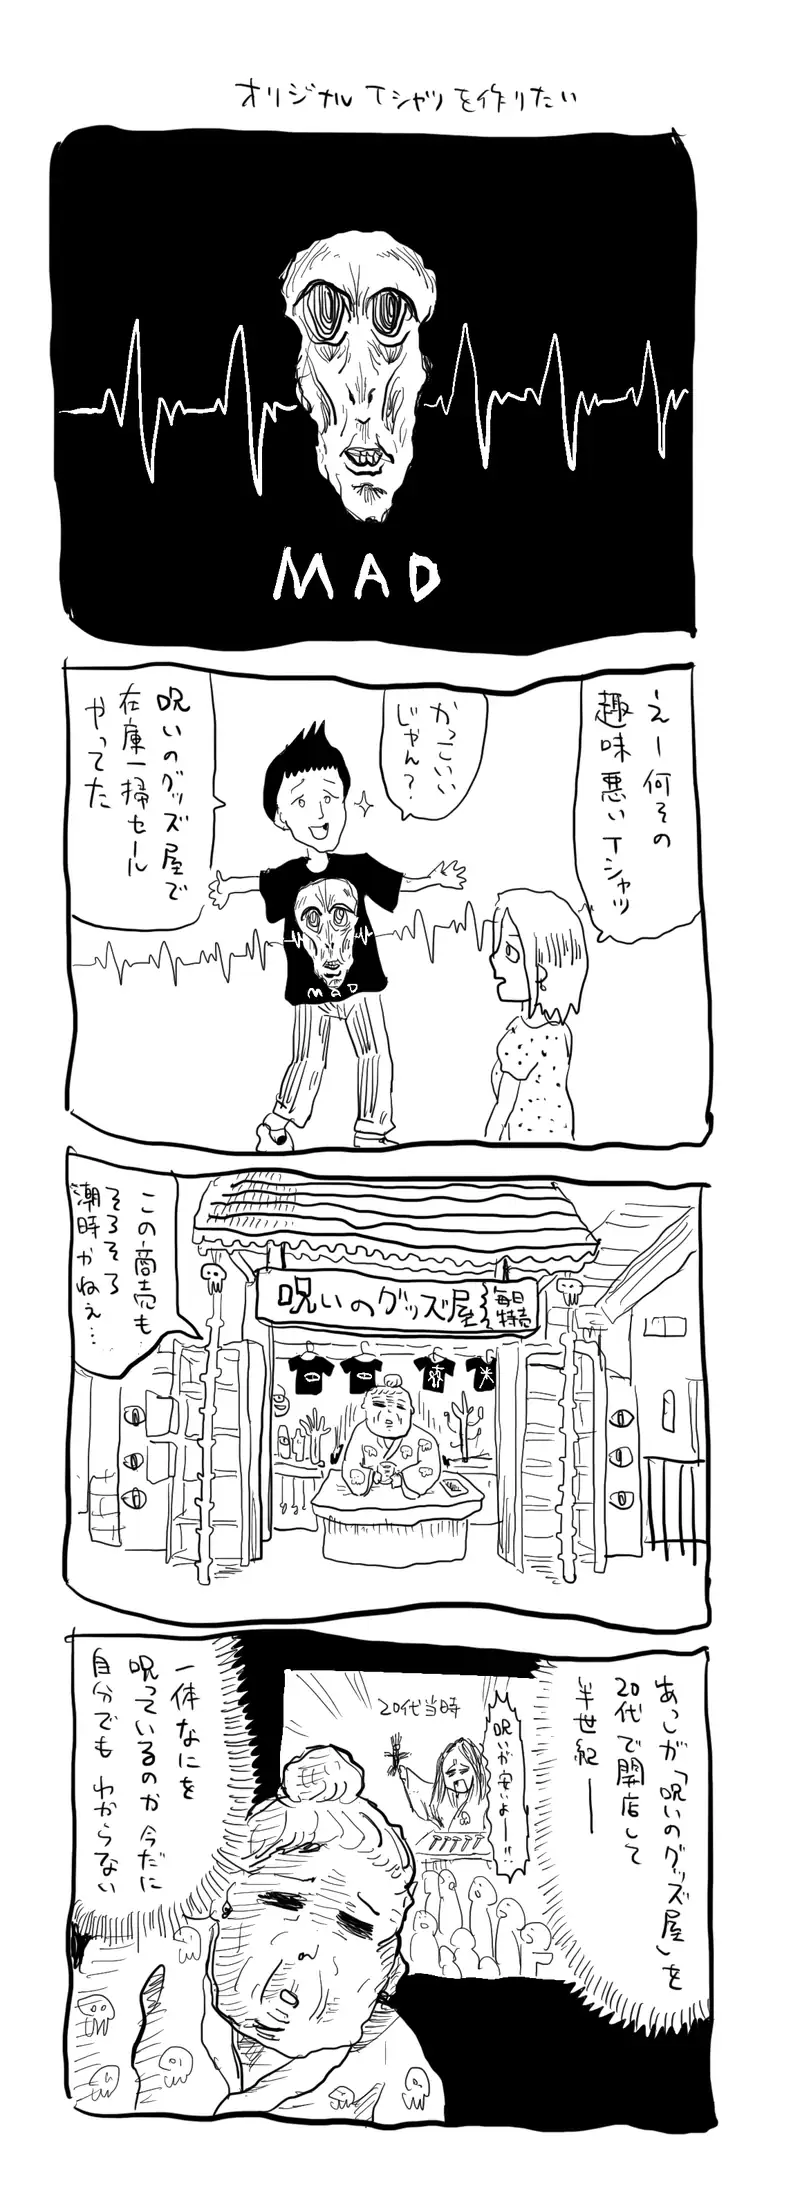 オリジナルTシャツを作りたい
MAD
えー何その
趣味悪いTシャツ
かっこいい
じゃん？
呪いのグッズ屋で
在庫一掃セール
やってた
MAD
この商売も
そろそろ
潮時かねぇ…
呪いのグッズ屋
毎日
特売
あっしが「呪いのグッズ屋」を
20代で開店して
半世紀──
20代当時
呪いが安いよ──!!
一体なにを
呪っているのか今だに
自分でもわからない